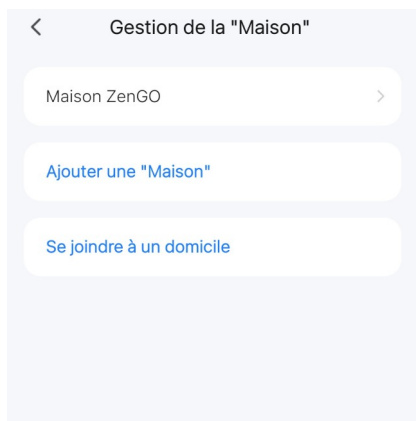 Gestion de la "Maison"
Maison ZenGO
Ajouter une "Maison"
Se joindre à un domicile